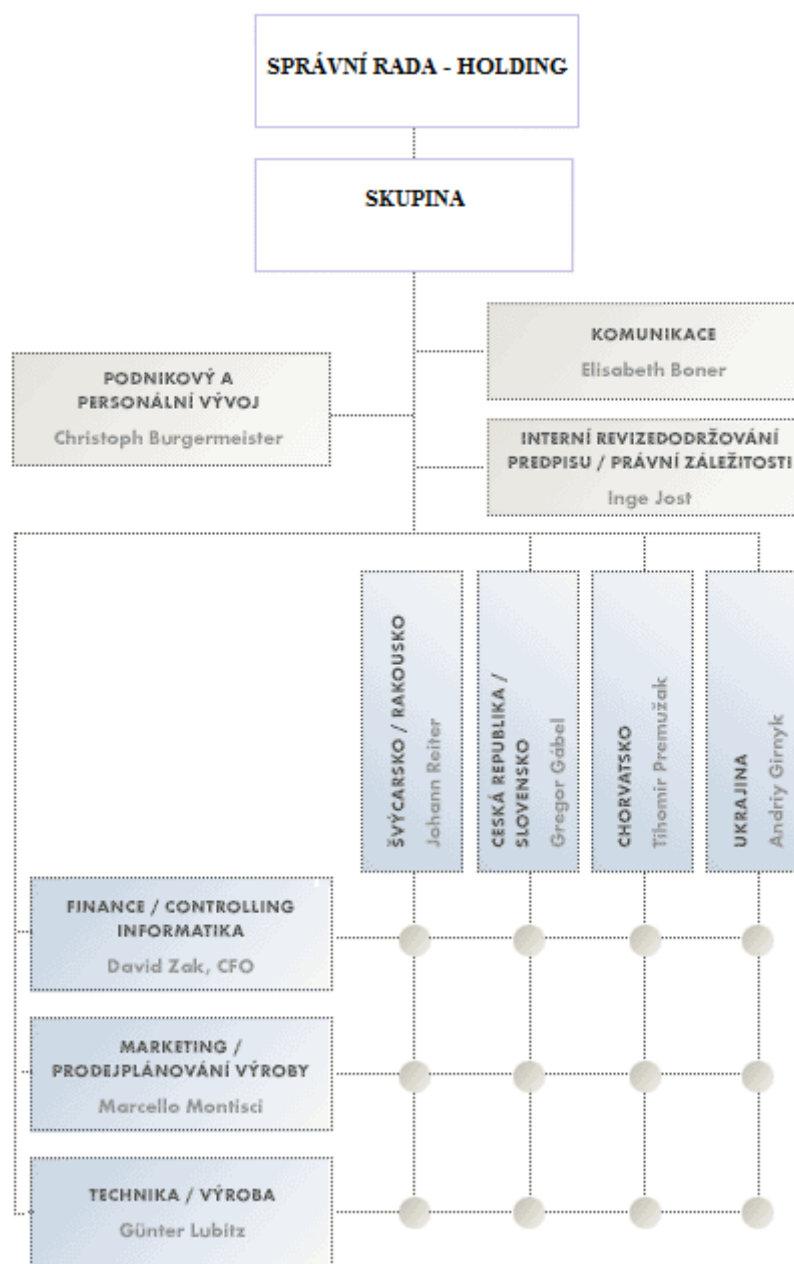 SPRÁVNÍ RADA - HOLDING
SKUPINA
KOMUNIKACE
Elisabeth Boner
PODNIKOVÝ A
PERSONÁLNÍ VÝVOJ
Christoph Burgermeister
INTERNÍ REVIZEDODRŽOVÁNÍ
PREDPISU / PRÁVNÍ ZÁLEŽITOSTI
Inge Jost
ŠVÝCARSKO / RAKOUSKO
Johann Reiter
CESKÁ REPUBLIKA /
SLOVENSKO
Gregor Gábel
CHORVATSKO
Tihomir Premužak
UKRAJINA
Andriy Girnyk
FINANCE / CONTROLLING
INFORMATIKA
David Zak, CFO
MARKETING /
PRODEJPLÁNOVÁNÍ VÝROBY
Marcello Montisci
TECHNIKA / VÝROBA
Günter Lubitz